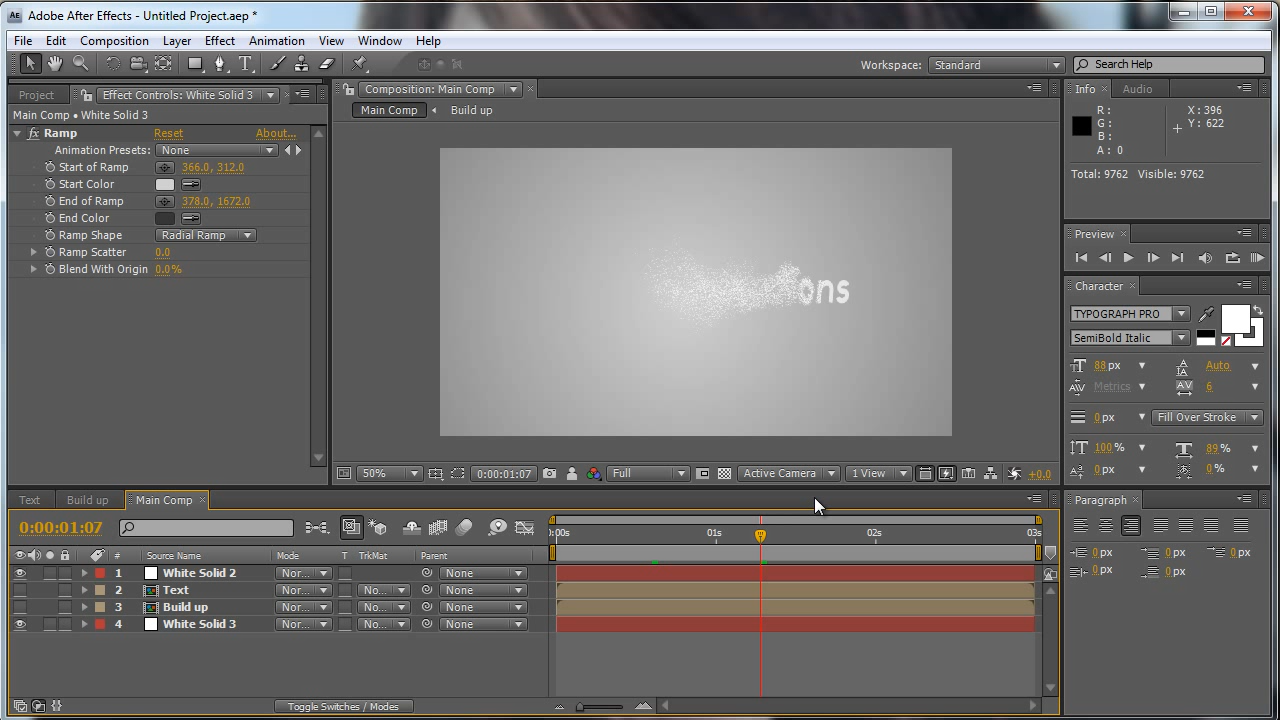 Adobe After Effects - Untitled Project.aep *
File Edit Composition Layer Effect Animation View Window Help
Workspace: Standard Search Help
Project Effect Controls: White Solid 3
Main Comp • White Solid 3
fx Ramp Reset About...
Animation Presets: None
Start of Ramp 366.0, 312.0
Start Color
End of Ramp 378.0, 1672.0
End Color
Ramp Shape Radial Ramp
Ramp Scatter 0.0
Blend With Origin 0.0%
Composition: Main Comp
Main Comp Build up
ons
50% 0:00:01:07 Full Active Camera 1 View +0.0
Info Audio
R: X: 396
G: Y: 622
B:
A: 0
Total: 9762 Visible: 9762
Preview
Character
TYPOGRAPH PRO
SemiBold Italic
88 px Auto
Metrics 6
0 px Fill Over Stroke
100 % 89 %
0 px 0 %
Paragraph
0 px 0 px 0 px
0 px 0 px
Text Build up Main Comp
0:00:01:07
0:00s 01s 02s 03s
# Source Name Mode T TrkMat Parent
1 White Solid 2 Nor... None
2 Text Nor... No... None
3 Build up Nor... No... None
4 White Solid 3 Nor... No... None
Toggle Switches / Modes